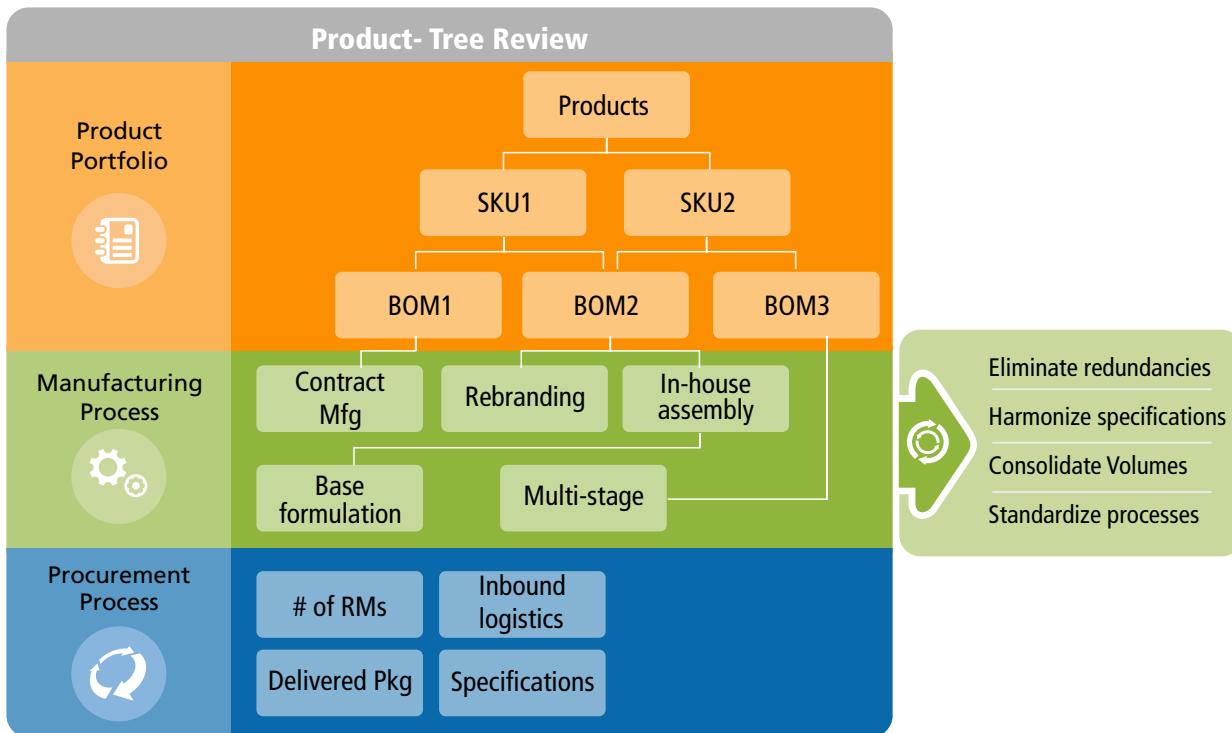 Product- Tree Review
Product
Portfolio
Products
SKU1
SKU2
BOM1
BOM2
BOM3
Manufacturing
Process
Contract
Mfg
Rebranding
In-house
assembly
Base
formulation
Multi-stage
Eliminate redundancies
Harmonize specifications
Consolidate Volumes
Standardize processes
Procurement
Process
# of RMs
Inbound
logistics
Delivered Pkg
Specifications